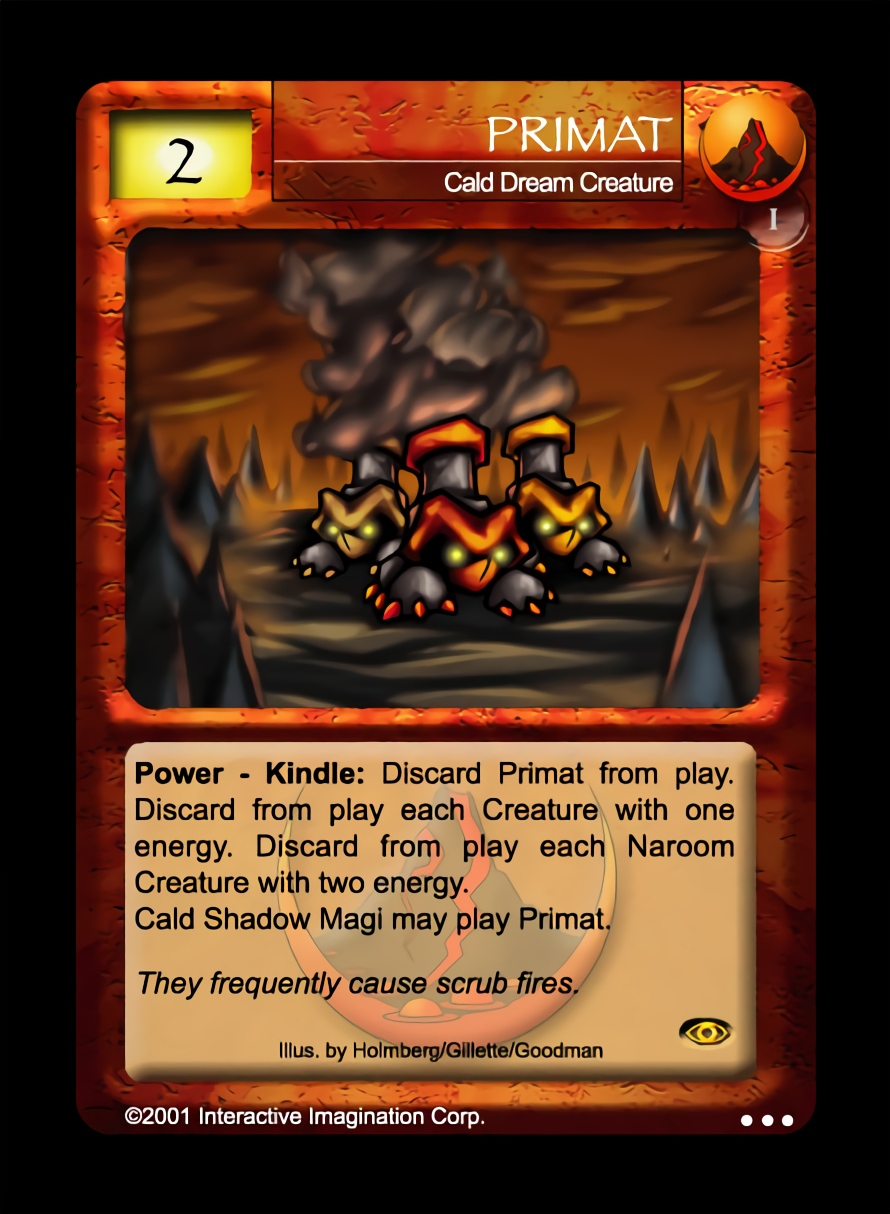 2
PRIMAT
Cald Dream Creature
I
Power - Kindle: Discard Primat from play.
Discard from play each Creature with one
energy. Discard from play each Naroom
Creature with two energy.
Cald Shadow Magi may play Primat.
They frequently cause scrub fires.
Illus. by Holmberg/Gillette/Goodman
©2001 Interactive Imagination Corp.